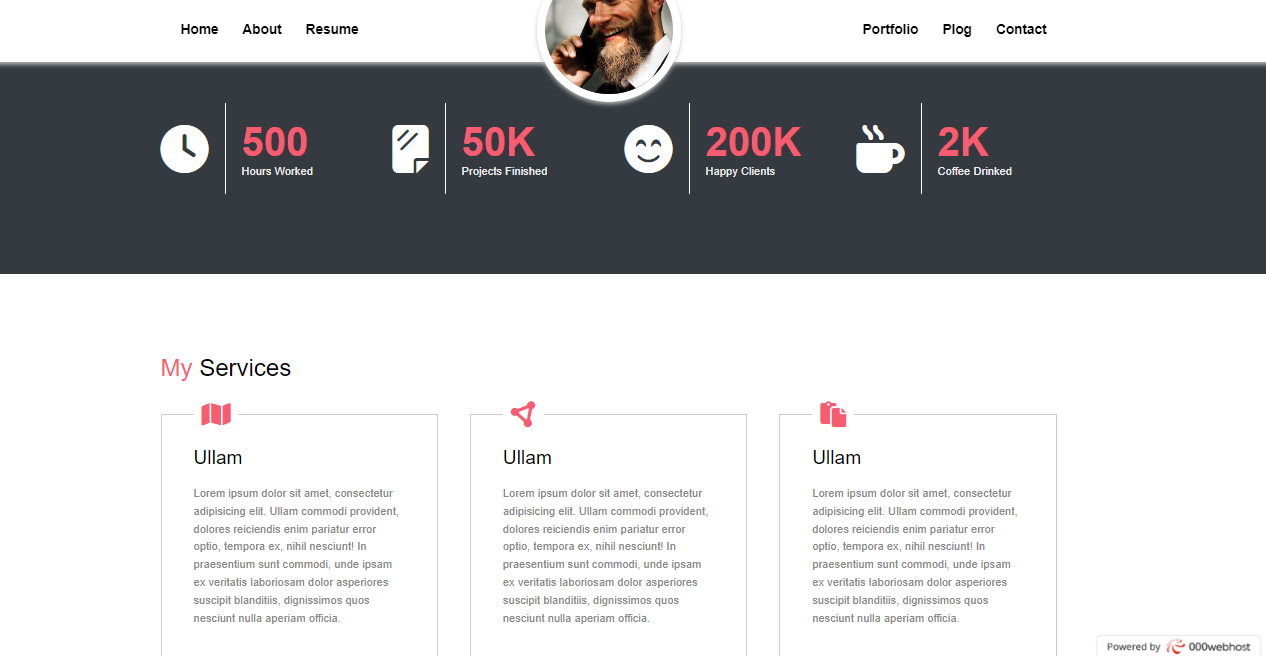 Home About Resume Portfolio Plog Contact
500
Hours Worked
50K
Projects Finished
200K
Happy Clients
2K
Coffee Drinked
My Services
Ullam
Lorem ipsum dolor sit amet, consectetur
adipisicing elit. Ullam commodi provident,
dolores reiciendis enim pariatur error
optio, tempora ex, nihil nesciunt! In
praesentium sunt commodi, unde ipsam
ex veritatis laboriosam dolor asperiores
suscipit blanditiis, dignissimos quos
nesciunt nulla aperiam officia.
Ullam
Lorem ipsum dolor sit amet, consectetur
adipisicing elit. Ullam commodi provident,
dolores reiciendis enim pariatur error
optio, tempora ex, nihil nesciunt! In
praesentium sunt commodi, unde ipsam
ex veritatis laboriosam dolor asperiores
suscipit blanditiis, dignissimos quos
nesciunt nulla aperiam officia.
Ullam
Lorem ipsum dolor sit amet, consectetur
adipisicing elit. Ullam commodi provident,
dolores reiciendis enim pariatur error
optio, tempora ex, nihil nesciunt! In
praesentium sunt commodi, unde ipsam
ex veritatis laboriosam dolor asperiores
suscipit blanditiis, dignissimos quos
nesciunt nulla aperiam officia.
Powered by 000webhost